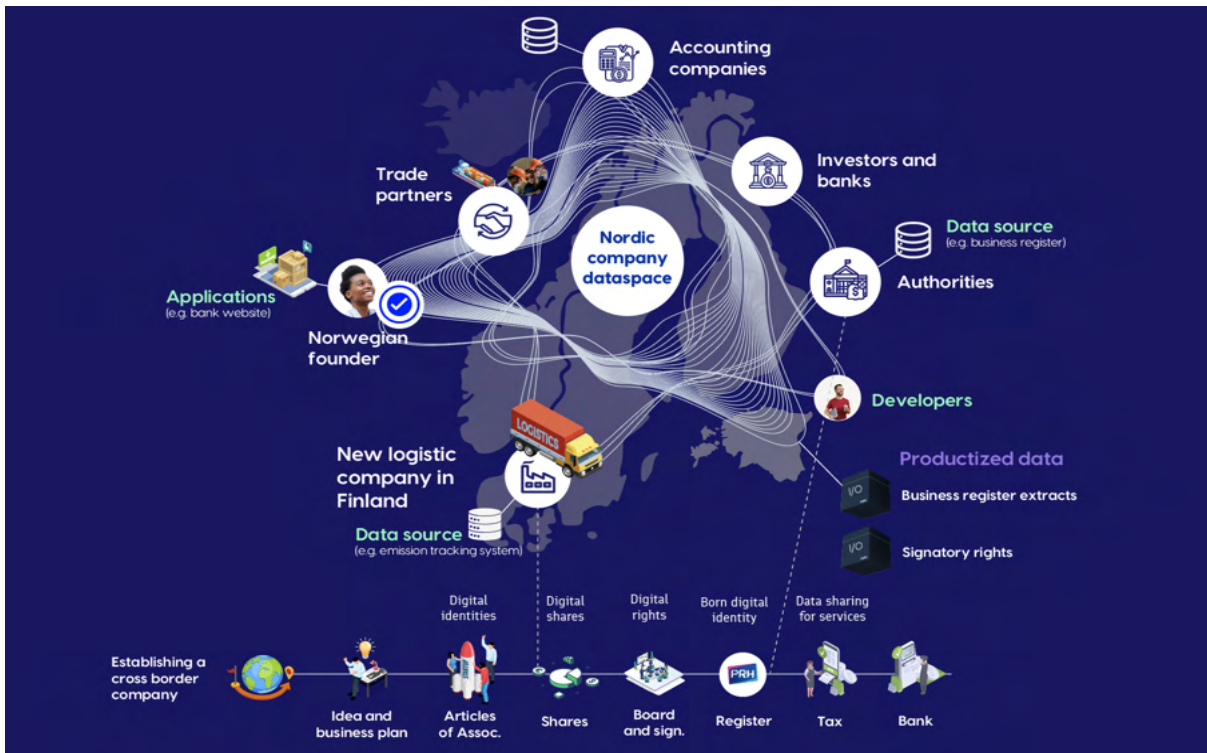 Accounting
companies
Trade
partners
Investors and
banks
Nordic
company
dataspace
Data source
(e.g. business register)
Authorities
Applications
(e.g. bank website)
Norwegian
founder
Developers
LOGISTICS
New logistic
company in
Finland
Data source
(e.g. emission tracking system)
Productized data
I/O
Business register extracts
I/O
Signatory rights
Digital
identities
Digital
shares
Digital
rights
Born digital
identity
Data sharing
for services
Establishing a
cross border
company
PRH
Idea and
business plan
Articles
of Assoc.
Shares
Board
and sign.
Register
Tax
Bank